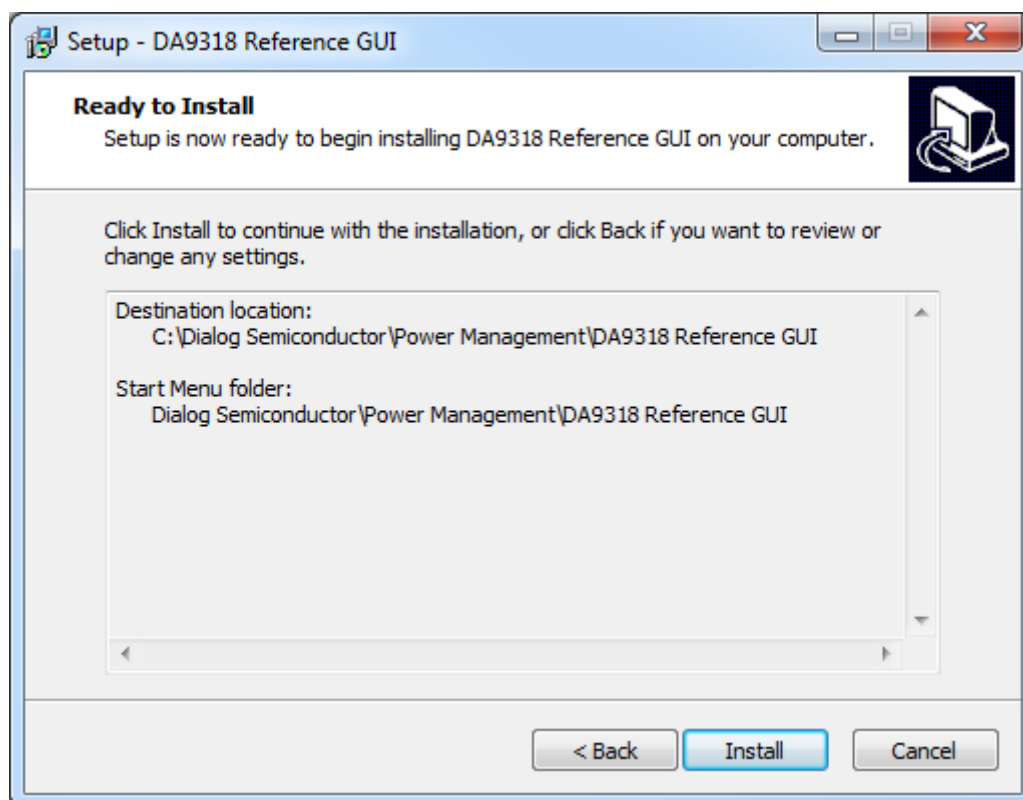 Setup - DA9318 Reference GUI
Ready to Install
Setup is now ready to begin installing DA9318 Reference GUI on your computer.
Click Install to continue with the installation, or click Back if you want to review or
change any settings.
Destination location:
C:\Dialog Semiconductor\Power Management\DA9318 Reference GUI
Start Menu folder:
Dialog Semiconductor\Power Management\DA9318 Reference GUI
< Back Install Cancel